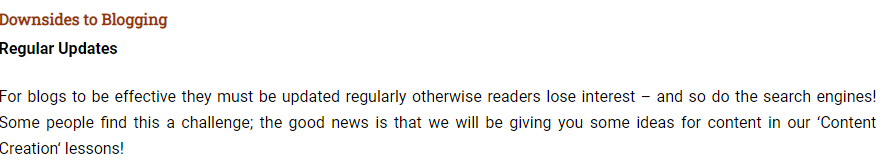 Downsides to Blogging
Regular Updates
For blogs to be effective they must be updated regularly otherwise readers lose interest – and so do the search engines!
Some people find this a challenge; the good news is that we will be giving you some ideas for content in our ‘Content
Creation‘ lessons!